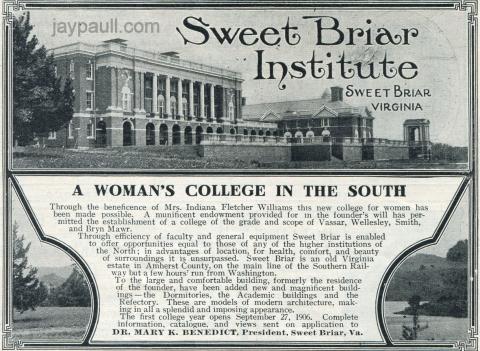 jaypaull.com
Sweet Briar
Institute
SWEET BRIAR
VIRGINIA
A WOMAN'S COLLEGE IN THE SOUTH
Through the beneficence of Mrs. Indiana Fletcher Williams this new college for women has
been made possible. A munificent endowment provided for in the founder's will has per-
mitted the establishment of a college of the grade and scope of Vassar, Wellesley, Smith,
and Bryn Mawr.
Through efficiency of faculty and general equipment Sweet Briar is enabled
to offer opportunities equal to those of any of the higher institutions of
the North; in advantages of location, for health, comfort, and beauty
of surroundings it is unsurpassed. Sweet Briar is an old Virginia
estate in Amherst County, on the main line of the Southern Rail-
way but a few hours' run from Washington.
To the large and comfortable building, formerly the residence
of the founder, have been added new and magnificent build-
ings—the Dormitories, the Academic buildings and the
Refectory. These are models of modern architecture, mak-
ing in all a splendid and imposing appearance.
The first college year opens September 27, 1906. Complete
information, catalogue, and views sent on application to
DR. MARY K. BENEDICT, President, Sweet Briar, Va.